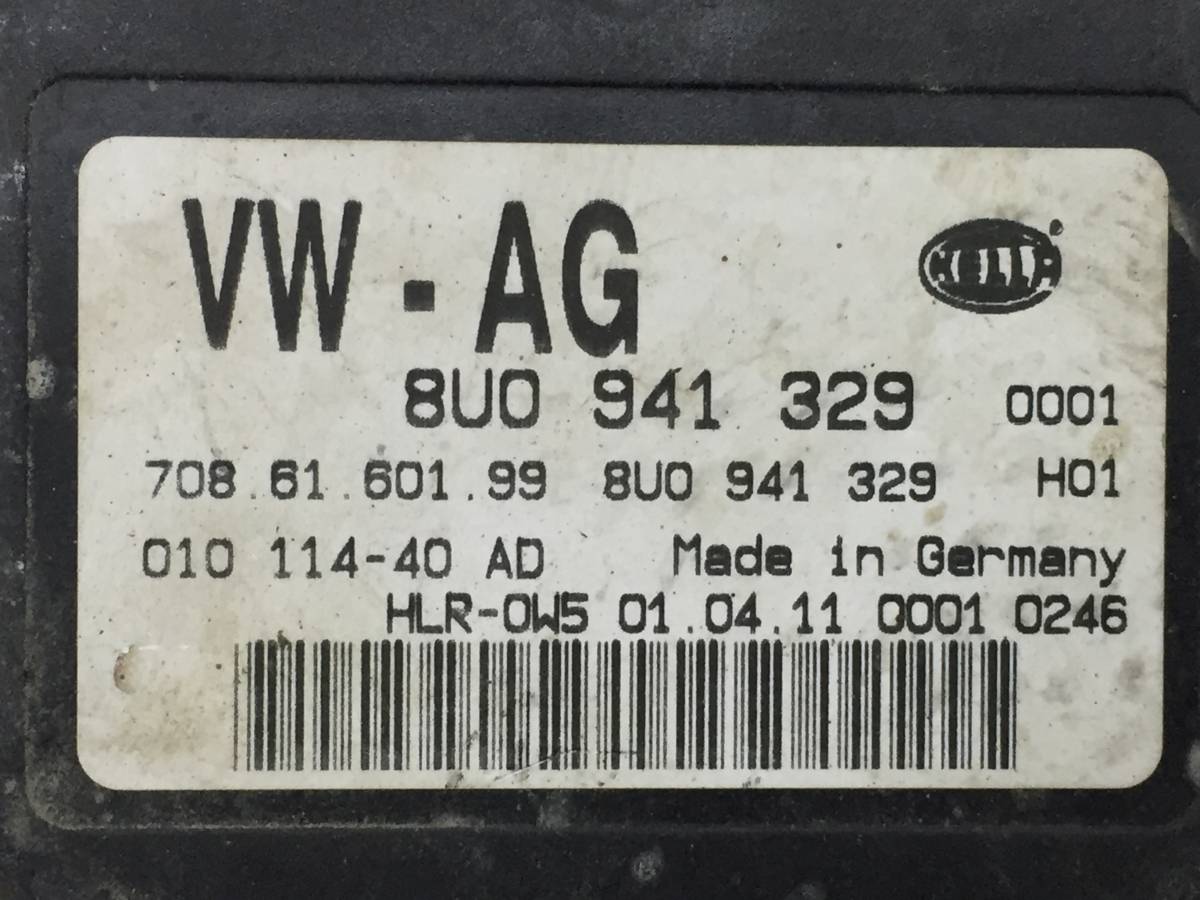 VW - AG
HELLA
8U0 941 329 0001
708.61.601.99 8U0 941 329 H01
010 114-40 AD Made in Germany
HLR-0W5 01.04.11 0001 0246